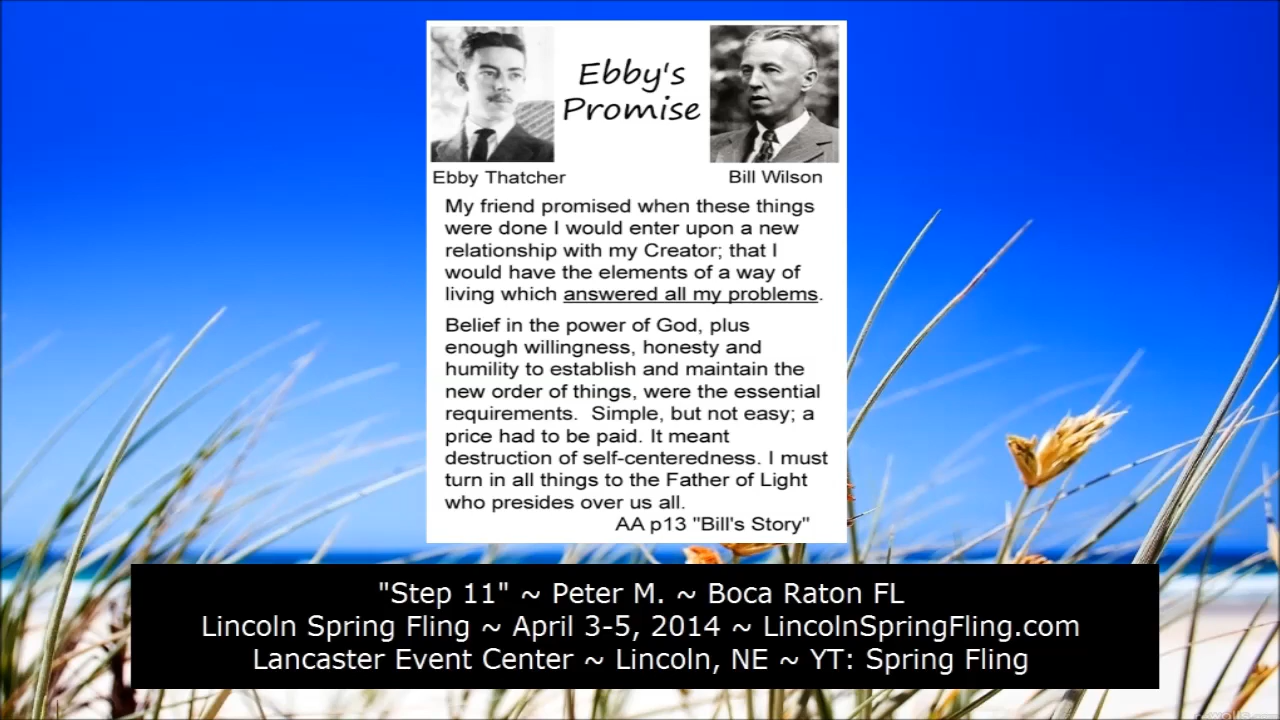 Ebby's
Promise
Ebby Thatcher
Bill Wilson
My friend promised when these things
were done I would enter upon a new
relationship with my Creator; that I
would have the elements of a way of
living which answered all my problems.
Belief in the power of God, plus
enough willingness, honesty and
humility to establish and maintain the
new order of things, were the essential
requirements.  Simple, but not easy; a
price had to be paid. It meant
destruction of self-centeredness. I must
turn in all things to the Father of Light
who presides over us all.
AA p13 "Bill's Story"
"Step 11" ~ Peter M. ~ Boca Raton FL
Lincoln Spring Fling ~ April 3-5, 2014 ~ LincolnSpringFling.com
Lancaster Event Center ~ Lincoln, NE ~ YT: Spring Fling